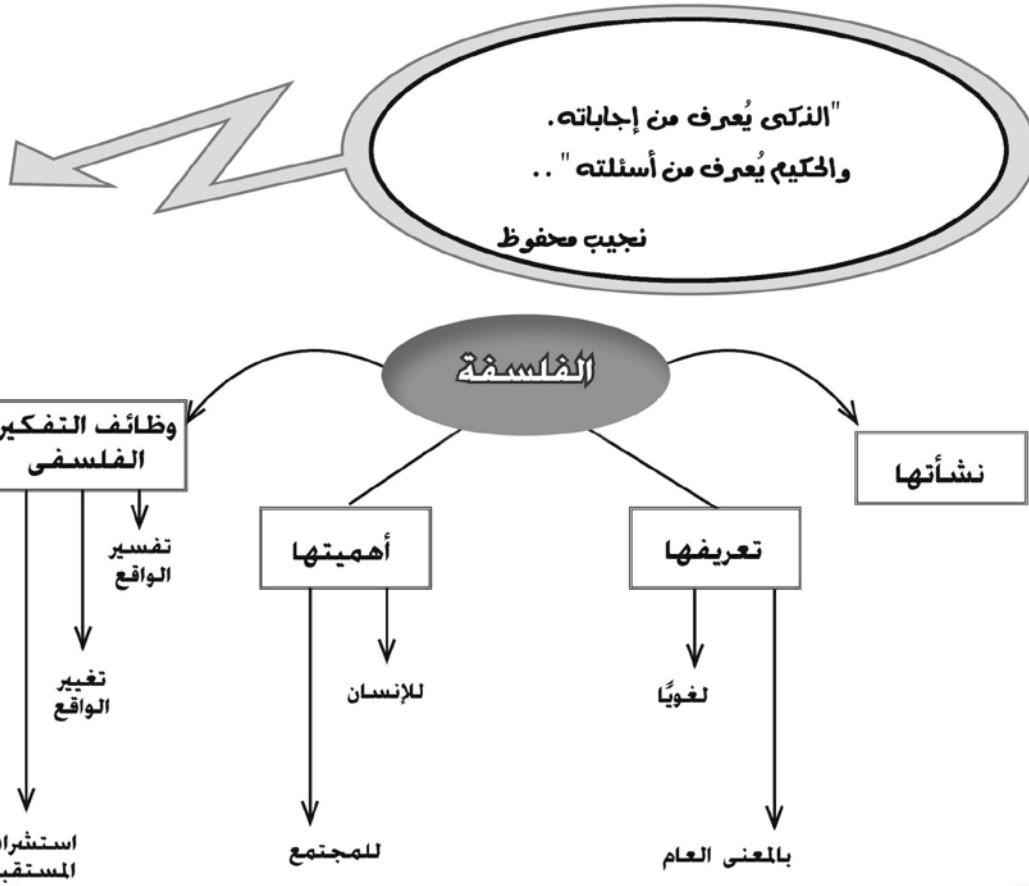 "الذكى يُعرف من إجاباته.
والحكيم يُعرف من أسئلته" ..
نجيب محفوظ
الفلسفة
نشأتها
تعريفها
لغويًا
بالمعنى العام
أهميتها
للإنسان
للمجتمع
وظائف التفكير
الفلسفى
تفسير
الواقع
تغيير
الواقع